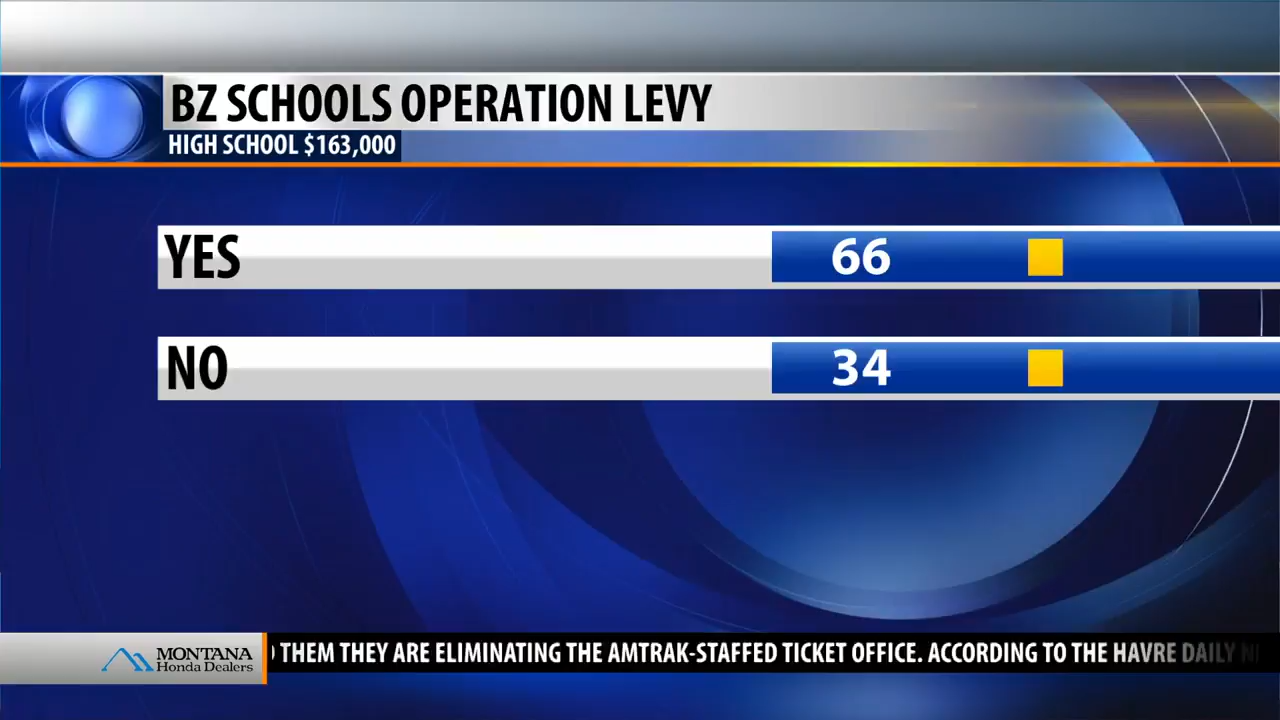 BZ SCHOOLS OPERATION LEVY
HIGH SCHOOL $163,000
YES 66
NO 34
MONTANA
Honda Dealers
THEM THEY ARE ELIMINATING THE AMTRAK-STAFFED TICKET OFFICE. ACCORDING TO THE HAVRE DAILY